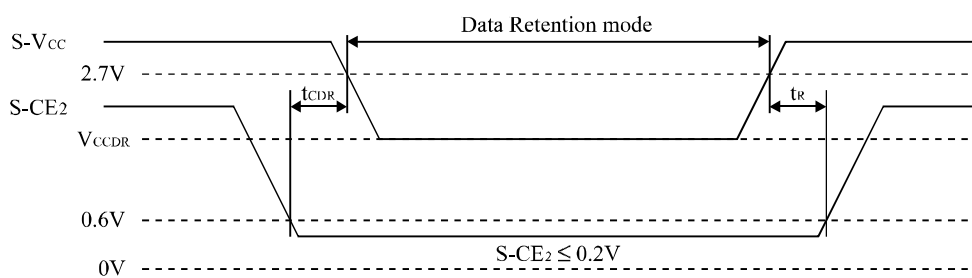 Data Retention mode
S-VCC
2.7V
tCDR
tR
S-CE2
VCCDR
0.6V
S-CE2 ≤ 0.2V
0V